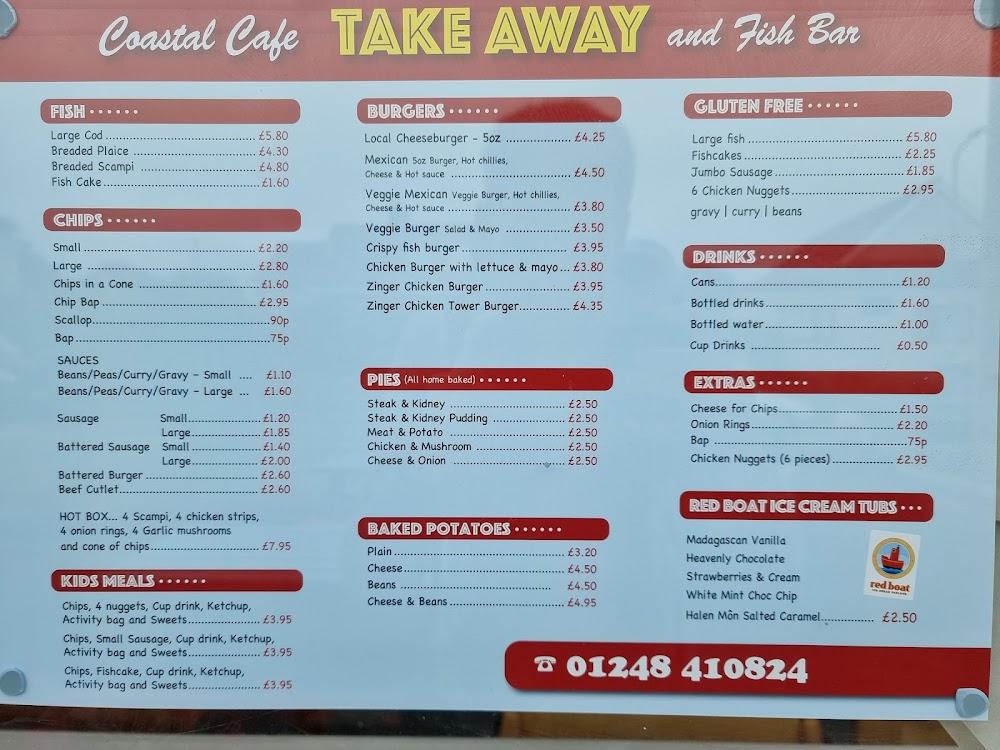 Coastal Cafe TAKE AWAY and Fish Bar
FISH
Large Cod £5.80
Breaded Plaice £4.30
Breaded Scampi £4.80
Fish Cake £1.60
CHIPS
Small £2.20
Large £2.80
Chips in a Cone £1.60
Chip Bap £2.95
Scallop 90p
Bap 75p
SAUCES
Beans/Peas/Curry/Gravy - Small £1.10
Beans/Peas/Curry/Gravy - Large £1.60
Sausage Small £1.20
Large £1.85
Battered Sausage Small £1.40
Large £2.00
Battered Burger £2.60
Beef Cutlet £2.60
HOT BOX... 4 Scampi, 4 chicken strips,
4 onion rings, 4 Garlic mushrooms
and cone of chips £7.95
KIDS MEALS
Chips, 4 nuggets, Cup drink, Ketchup,
Activity bag and Sweets £3.95
Chips, Small Sausage, Cup drink, Ketchup,
Activity bag and Sweets £3.95
Chips, Fishcake, Cup drink, Ketchup,
Activity bag and Sweets £3.95
BURGERS
Local Cheeseburger - 5oz £4.25
Mexican 5oz Burger, Hot chillies,
Cheese & Hot sauce £4.50
Veggie Mexican Veggie Burger, Hot chillies,
Cheese & Hot sauce £3.80
Veggie Burger Salad & Mayo £3.50
Crispy fish burger £3.95
Chicken Burger with lettuce & mayo £3.80
Zinger Chicken Burger £3.95
Zinger Chicken Tower Burger £4.35
PIES (All home baked)
Steak & Kidney £2.50
Steak & Kidney Pudding £2.50
Meat & Potato £2.50
Chicken & Mushroom £2.50
Cheese & Onion £2.50
BAKED POTATOES
Plain £3.20
Cheese £4.50
Beans £4.50
Cheese & Beans £4.95
GLUTEN FREE
Large fish £5.80
Fishcakes £2.25
Jumbo Sausage £1.85
6 Chicken Nuggets £2.95
gravy | curry | beans
DRINKS
Cans £1.20
Bottled drinks £1.60
Bottled water £1.00
Cup Drinks £0.50
EXTRAS
Cheese for Chips £1.50
Onion Rings £2.20
Bap 75p
Chicken Nuggets (6 pieces) £2.95
RED BOAT ICE CREAM TUBS
Madagascan Vanilla
Heavenly Chocolate
Strawberries & Cream
White Mint Choc Chip
Halen Môn Salted Caramel £2.50
red boat
☎ 01248 410824